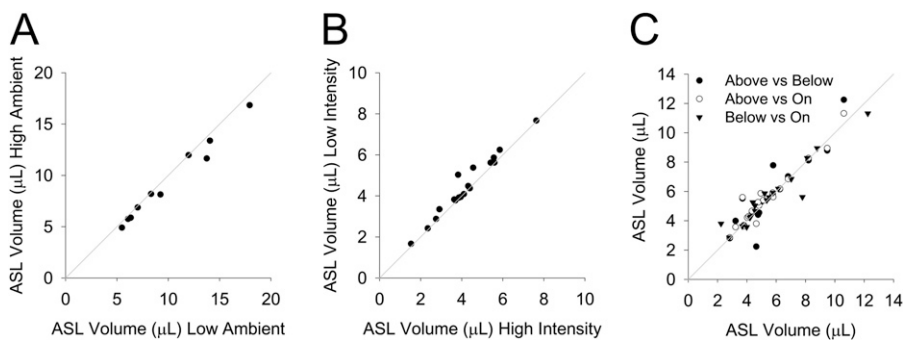 A
B
C
ASL Volume (μL) High Ambient
20
15
10
5
0
0 5 10 15 20
ASL Volume (μL) Low Ambient
ASL Volume (μL) Low Intensity
10
8
6
4
2
0
0 2 4 6 8 10
ASL Volume (μL) High Intensity
ASL Volume (μL)
14
12
10
8
6
4
2
0
Above vs Below
Above vs On
Below vs On
0 2 4 6 8 10 12 14
ASL Volume (μL)